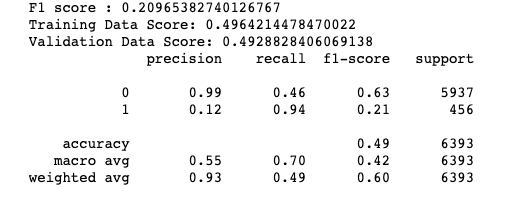 F1 score : 0.20965382740126767
Training Data Score: 0.4964214478470022
Validation Data Score: 0.4928828406069138
precision recall f1-score support
0 0.99 0.46 0.63 5937
1 0.12 0.94 0.21 456
accuracy 0.49 6393
macro avg 0.55 0.70 0.42 6393
weighted avg 0.93 0.49 0.60 6393